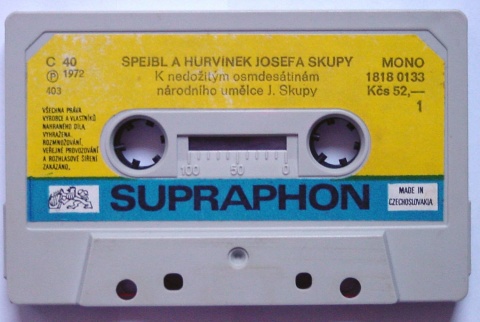 C 40
Ⓟ 1972
403
SPEJBL A HURVÍNEK JOSEFA SKUPY
K nedožitým osmdesátinám
národního umělce J. Skupy
MONO
1818 0133
Kčs 52,—
1
VŠECHNA PRÁVA
VÝROBCE A VLASTNÍKŮ
NAHRANÉHO DÍLA
VYHRAŽENA.
ROZMNOŽOVÁNÍ,
VEŘEJNÉ PROVOZOVÁNÍ
A ROZHLASOVÉ ŠÍŘENÍ
ZAKÁZÁNO.
100 50 0
SUPRAPHON
MADE IN
CZECHOSLOVAKIA